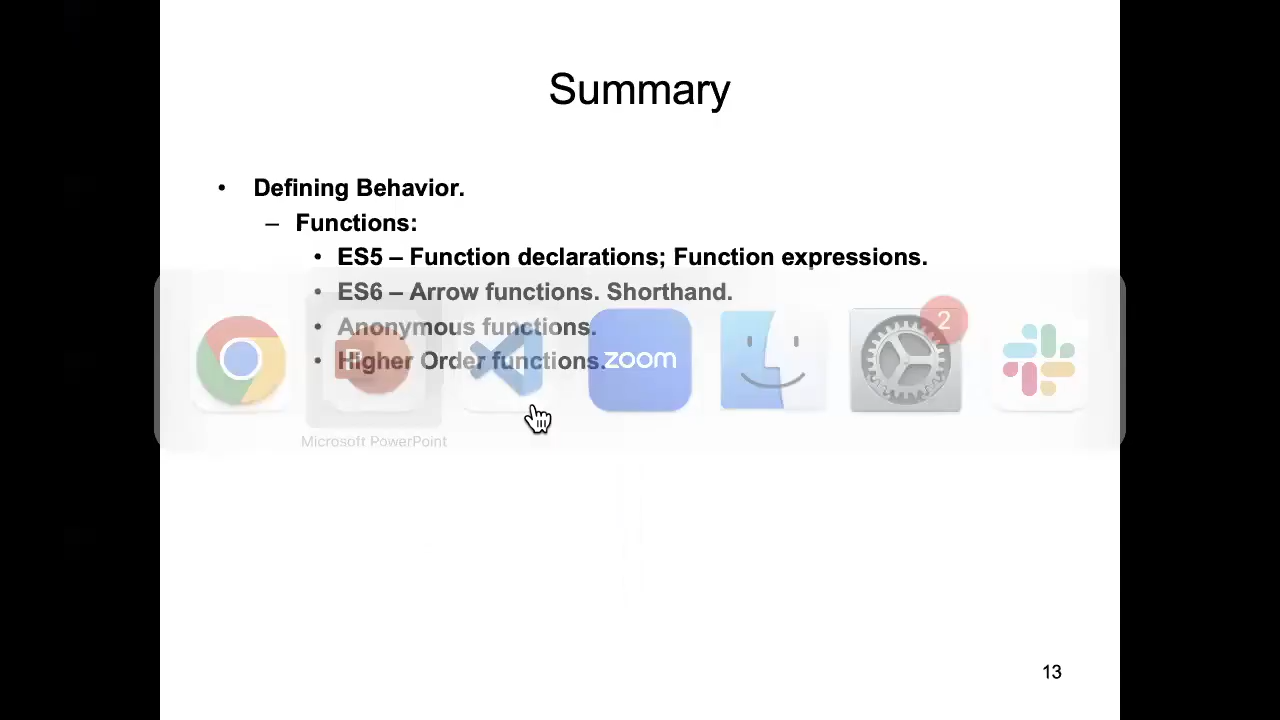 Summary
• Defining Behavior.
– Functions:
• ES5 – Function declarations; Function expressions.
• ES6 – Arrow functions. Shorthand.
• Anonymous functions.
• Higher Order functions.
P
zoom
2
Microsoft PowerPoint
13